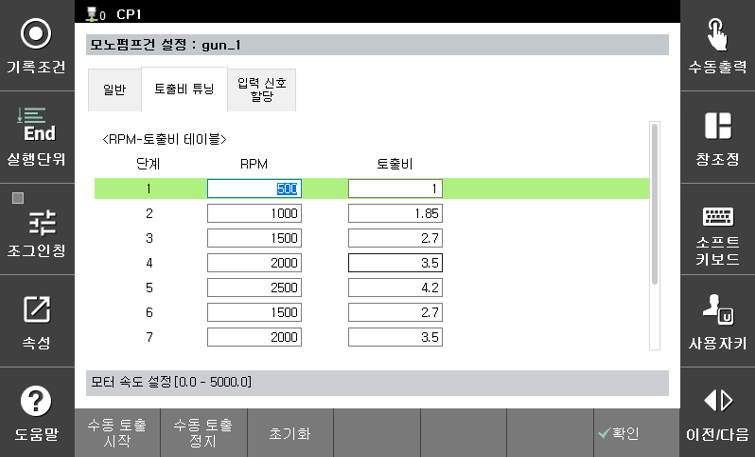 0 CP1
모노펌프건 설정 : gun_1
기록조건
End
실행단위
조그인칭
속성
도움말
일반
토출비 튜닝
입력 신호
할당
<RPM-토출비 테이블>
단계 RPM 토출비
1 500 1
2 1000 1.85
3 1500 2.7
4 2000 3.5
5 2500 4.2
6 1500 2.7
7 2000 3.5
모터 속도 설정[0.0 - 5000.0]
수동 토출
시작
수동 토출
정지
초기화
확인
수동출력
창조정
소프트
키보드
U
사용자키
이전/다음